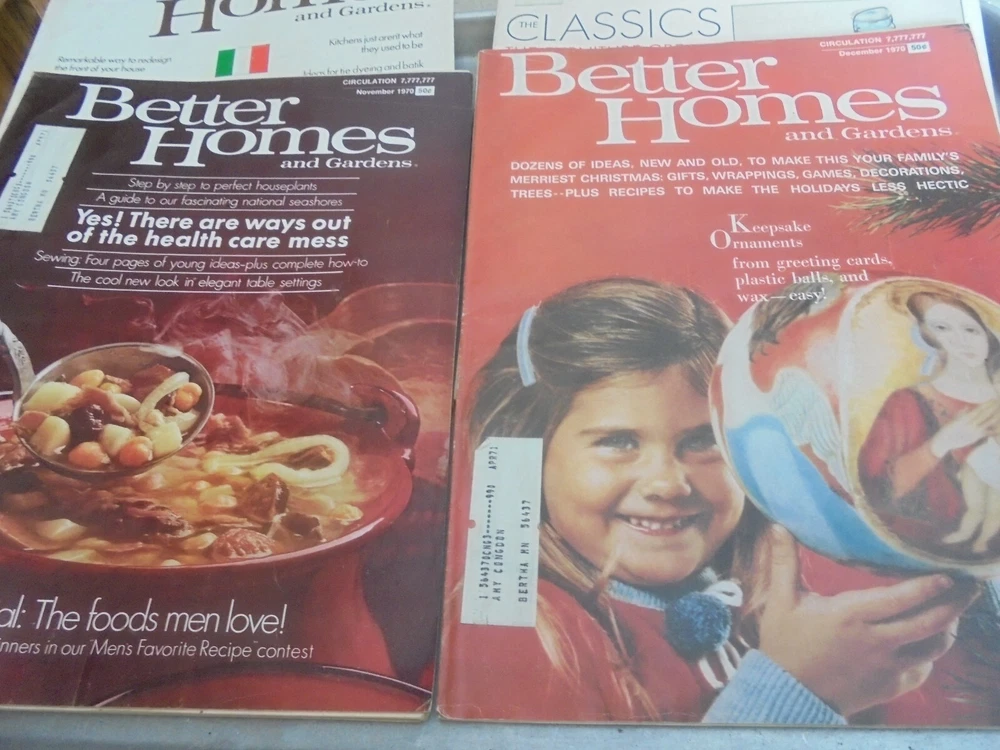 and Gardens.
Kitchens just aren't what
they used to be
Remarkable way to redesign
the front of your house
Ideas for tie dyeing and batik
THE CLASSICS
CIRCULATION 7,777,777
November 1970 50¢
Better
Homes
and Gardens
Step by step to perfect houseplants
A guide to our fascinating national seashores
Yes! There are ways out
of the health care mess
Sewing: Four pages of young ideas-plus complete how-to
The cool new look in elegant table settings
al: The foods men love!
inners in our 'Men's Favorite Recipe' contest
CIRCULATION 7,777,777
December 1970 50¢
Better
Homes
and Gardens
DOZENS OF IDEAS, NEW AND OLD, TO MAKE THIS YOUR FAMILY'S
MERRIEST CHRISTMAS: GIFTS, WRAPPINGS, GAMES, DECORATIONS,
TREES--PLUS RECIPES TO MAKE THE HOLIDAYS LESS HECTIC
Keepsake
Ornaments
from greeting cards,
plastic balls, and
wax—easy!
APR71
AMY CONGDON
BERTHA MN 56437